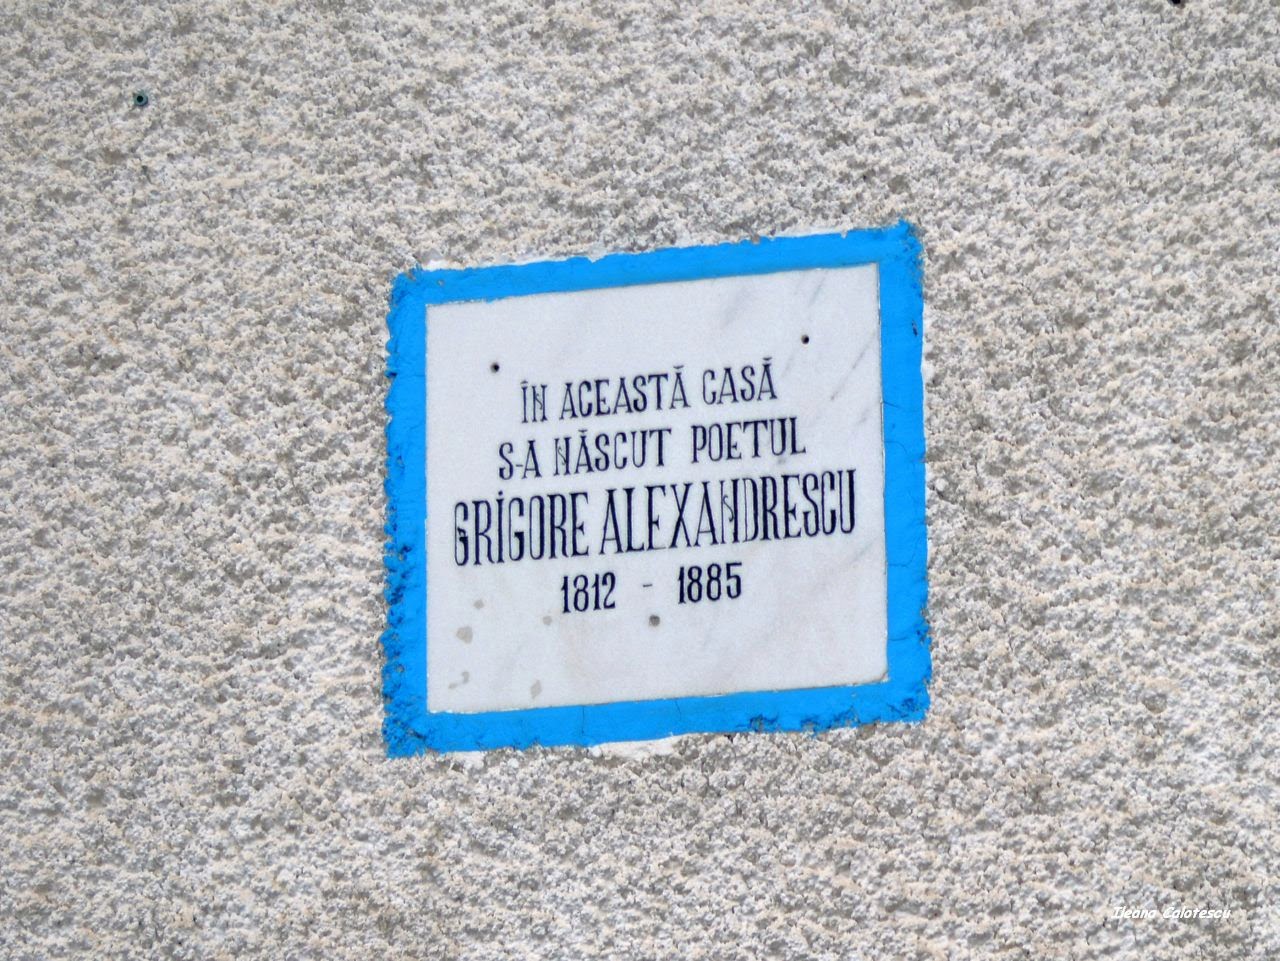 ÎN ACEASTĂ CASĂ
S-A NĂSCUT POETUL
GRIGORE ALEXANDRESCU
1812 - 1885
Ileana Calotescu